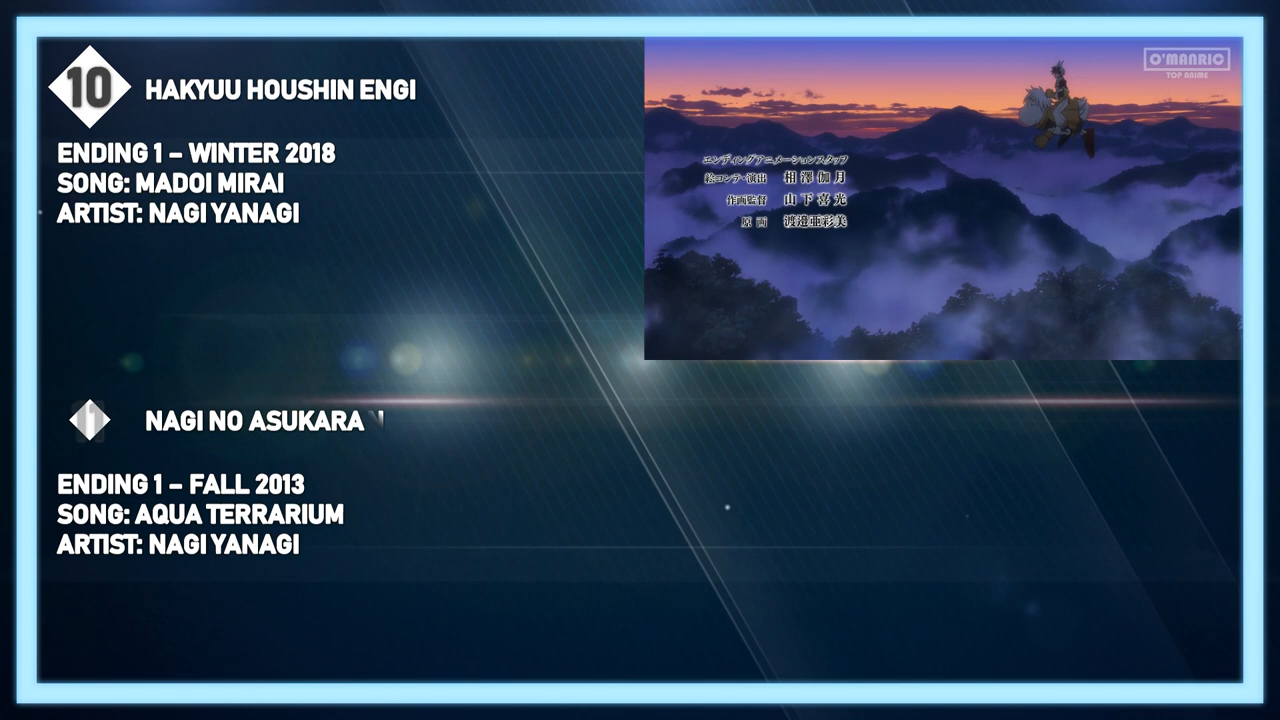 10
HAKYUU HOUSHIN ENGI
ENDING 1 – WINTER 2018
SONG: MADOI MIRAI
ARTIST: NAGI YANAGI
O'MANRIC
TOP ANIME
エンディングアニメーションスタッフ
絵コンテ・演出 相澤伽月
作画監督 山下喜光
原画 渡邉亜彩美
NAGI NO ASUKARA
ENDING 1 – FALL 2013
SONG: AQUA TERRARIUM
ARTIST: NAGI YANAGI